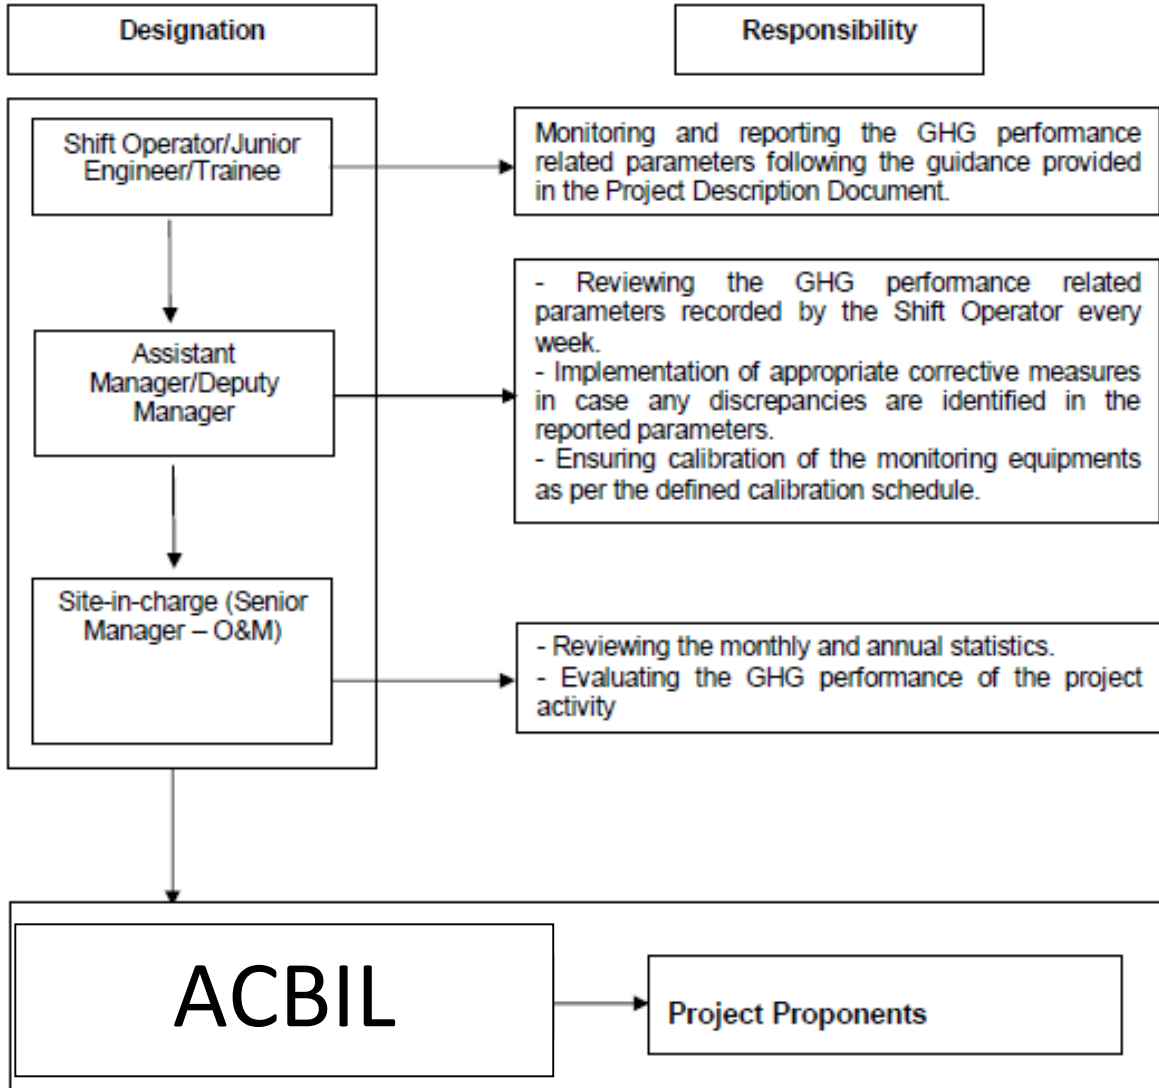 Designation
Responsibility
Shift Operator/Junior
Engineer/Trainee
Monitoring and reporting the GHG performance
related parameters following the guidance provided
in the Project Description Document.
Assistant
Manager/Deputy
Manager
- Reviewing the GHG performance related
parameters recorded by the Shift Operator every
week.
- Implementation of appropriate corrective measures
in case any discrepancies are identified in the
reported parameters.
- Ensuring calibration of the monitoring equipments
as per the defined calibration schedule.
Site-in-charge (Senior
Manager – O&M)
- Reviewing the monthly and annual statistics.
- Evaluating the GHG performance of the project
activity
ACBIL
Project Proponents